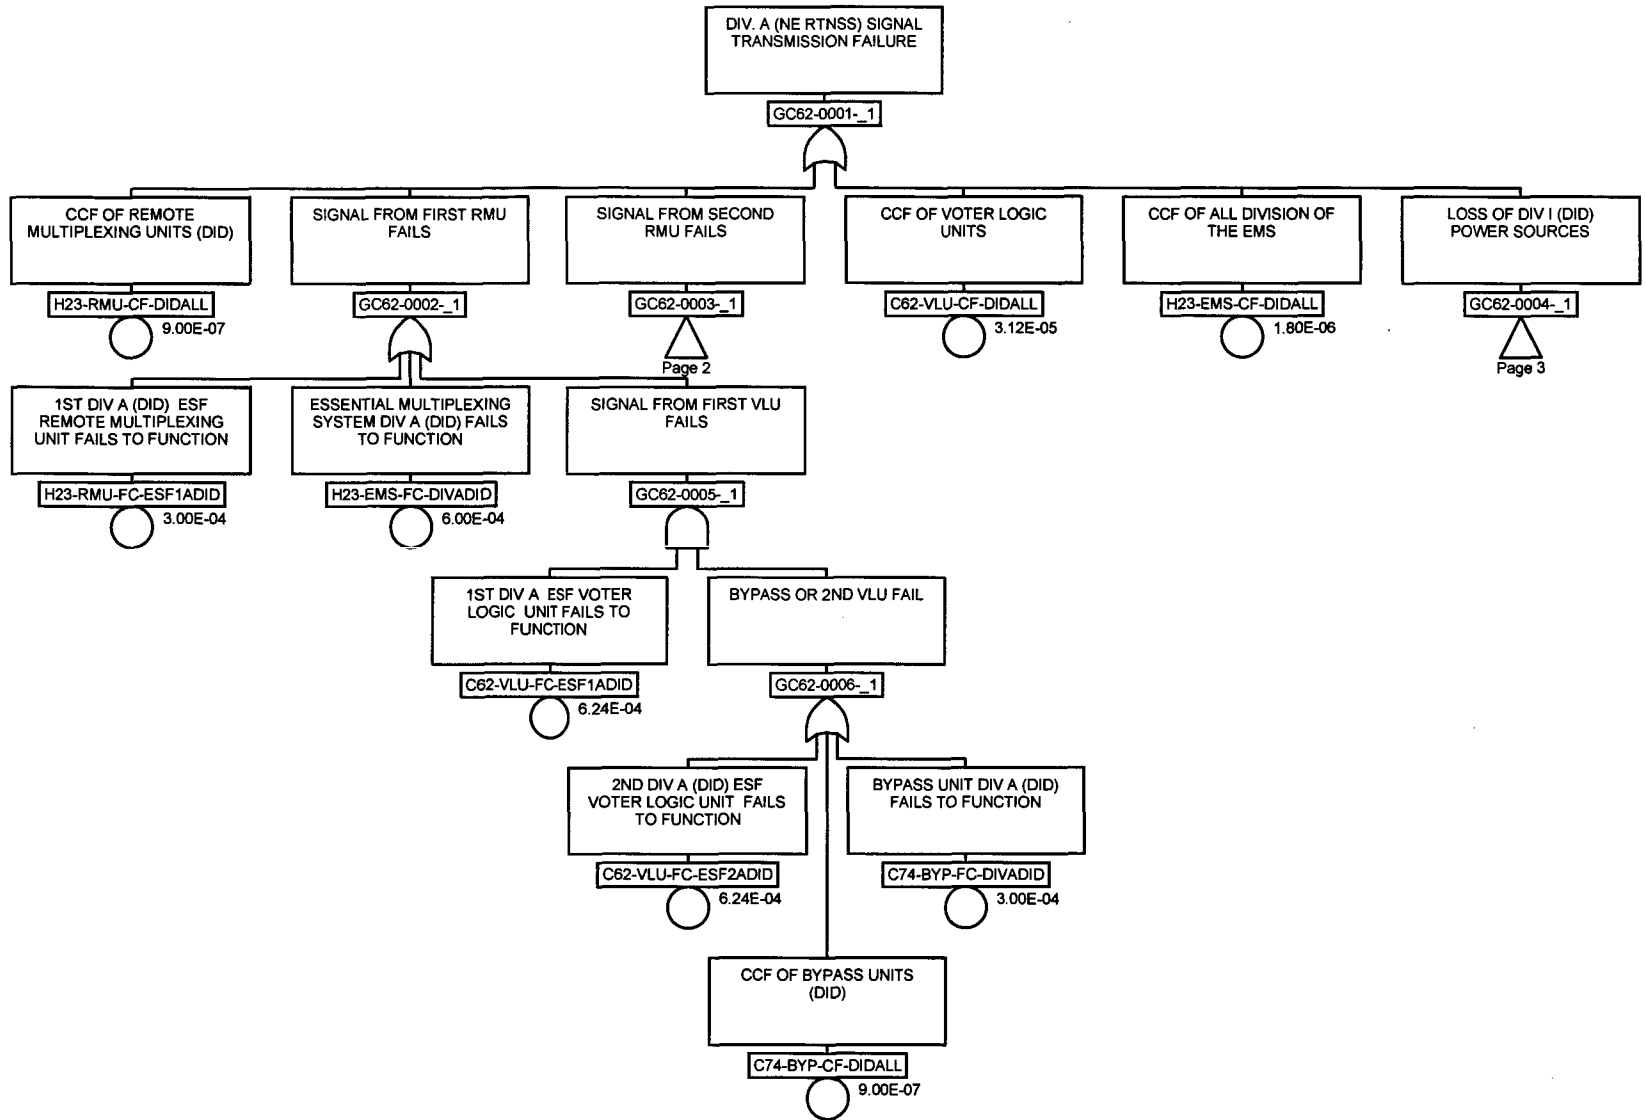 DIV. A (NE RTNSS) SIGNAL
TRANSMISSION FAILURE
GC62-0001-_1
CCF OF REMOTE
MULTIPLEXING UNITS (DID)
H23-RMU-CF-DIDALL
9.00E-07
SIGNAL FROM FIRST RMU
FAILS
GC62-0002-_1
SIGNAL FROM SECOND
RMU FAILS
GC62-0003-_1
Page 2
CCF OF VOTER LOGIC
UNITS
C62-VLU-CF-DIDALL
3.12E-05
CCF OF ALL DIVISION OF
THE EMS
H23-EMS-CF-DIDALL
1.80E-06
LOSS OF DIV I (DID)
POWER SOURCES
GC62-0004-_1
Page 3
1ST DIV A (DID) ESF
REMOTE MULTIPLEXING
UNIT FAILS TO FUNCTION
H23-RMU-FC-ESF1ADID
3.00E-04
ESSENTIAL MULTIPLEXING
SYSTEM DIV A (DID) FAILS
TO FUNCTION
H23-EMS-FC-DIVADID
6.00E-04
SIGNAL FROM FIRST VLU
FAILS
GC62-0005-_1
1ST DIV A ESF VOTER
LOGIC UNIT FAILS TO
FUNCTION
C62-VLU-FC-ESF1ADID
6.24E-04
BYPASS OR 2ND VLU FAIL
GC62-0006-_1
2ND DIV A (DID) ESF
VOTER LOGIC UNIT FAILS
TO FUNCTION
C62-VLU-FC-ESF2ADID
6.24E-04
BYPASS UNIT DIV A (DID)
FAILS TO FUNCTION
C74-BYP-FC-DIVADID
3.00E-04
CCF OF BYPASS UNITS
(DID)
C74-BYP-CF-DIDALL
9.00E-07